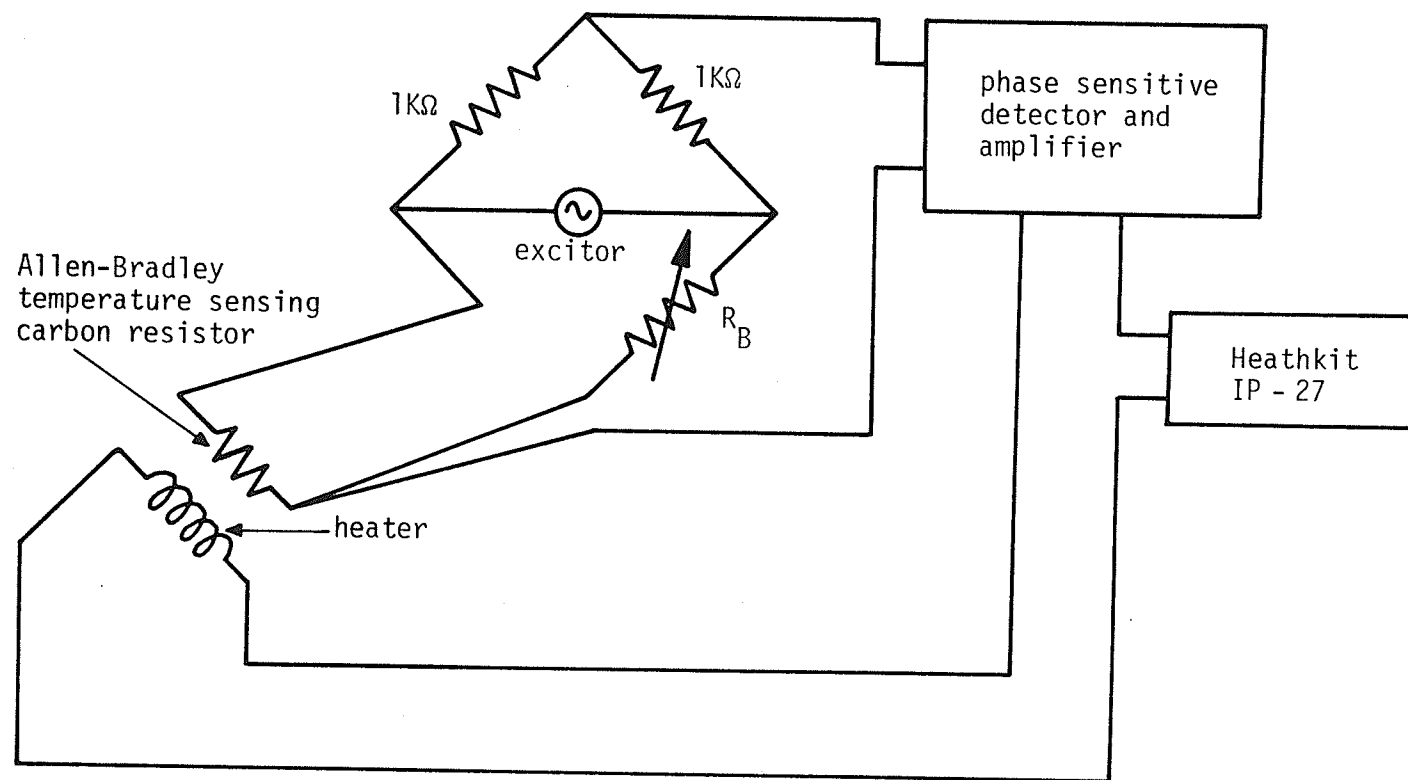 1KΩ
1KΩ
phase sensitive
detector and
amplifier
excitor
Allen-Bradley
temperature sensing
carbon resistor
R_B
Heathkit
IP - 27
heater